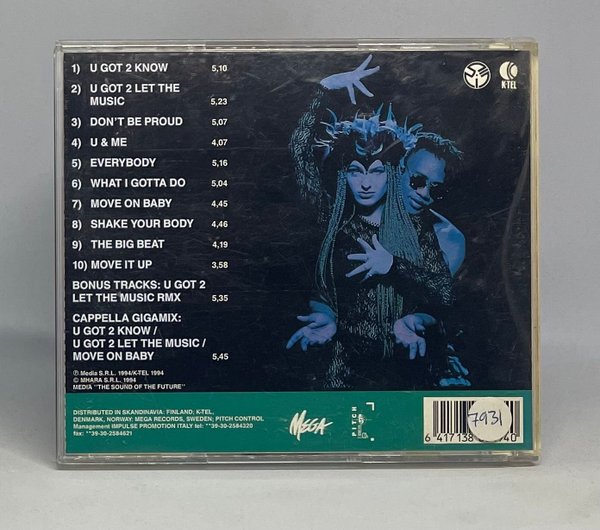 1) U GOT 2 KNOW 5,10
2) U GOT 2 LET THE
MUSIC 5,23
3) DON'T BE PROUD 5,07
4) U & ME 4,07
5) EVERYBODY 5,16
6) WHAT I GOTTA DO 5,04
7) MOVE ON BABY 4,45
8) SHAKE YOUR BODY 4,46
9) THE BIG BEAT 4,19
10) MOVE IT UP 3,58
BONUS TRACKS: U GOT 2
LET THE MUSIC RMX 5,35
CAPPELLA GIGAMIX:
U GOT 2 KNOW /
U GOT 2 LET THE MUSIC /
MOVE ON BABY 5,45
℗ Media S.R.L. 1994/K-TEL 1994
© MHARA S.R.L. 1994
MEDIA "THE SOUND OF THE FUTURE"
K-TEL
DISTRIBUTED IN SKANDINAVIA: FINLAND; K-TEL,
DENMARK, NORWAY; MEGA RECORDS, SWEDEN; PITCH CONTROL
Management IMPULSE PROMOTION ITALY tel: **39-30-2584320
fax: **39-30-2584621
MEGA
PITCH
7931
6 417138 40